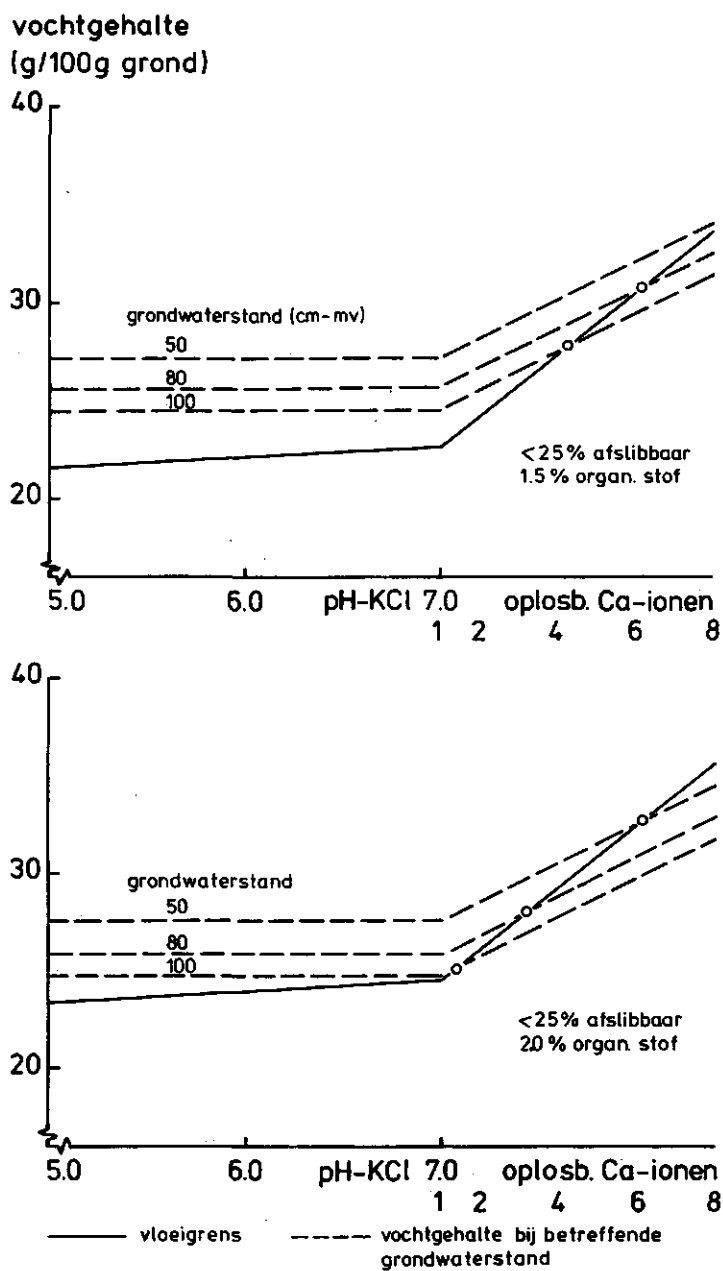 vochtgehalte
(g/100g grond)
40
30
grondwaterstand (cm-mv)
50
80
100
<25% afslibbaar
1.5% organ. stof
20
5.0 6.0 pH-KCl 7.0 oplosb. Ca-ionen
1 2 4 6 8
40
30
grondwaterstand
50
80
100
<25% afslibbaar
2.0% organ. stof
20
5.0 6.0 pH-KCl 7.0 oplosb. Ca-ionen
1 2 4 6 8
vloeigrens
vochtgehalte bij betreffende
grondwaterstand